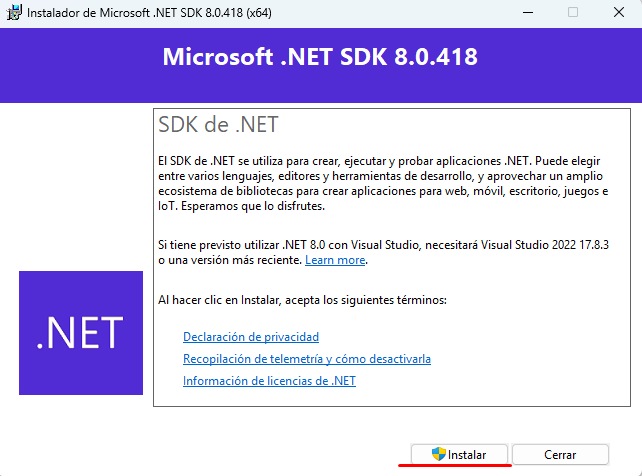 Instalador de Microsoft .NET SDK 8.0.418 (x64)
Microsoft .NET SDK 8.0.418
SDK de .NET
El SDK de .NET se utiliza para crear, ejecutar y probar aplicaciones .NET. Puede elegir
entre varios lenguajes, editores y herramientas de desarrollo, y aprovechar un amplio
ecosistema de bibliotecas para crear aplicaciones para web, móvil, escritorio, juegos e
IoT. Esperamos que lo disfrutes.
Si tiene previsto utilizar .NET 8.0 con Visual Studio, necesitará Visual Studio 2022 17.8.3
o una versión más reciente. Learn more.
Al hacer clic en Instalar, acepta los siguientes términos:
Declaración de privacidad
Recopilación de telemetría y cómo desactivarla
Información de licencias de .NET
.NET
Instalar
Cerrar